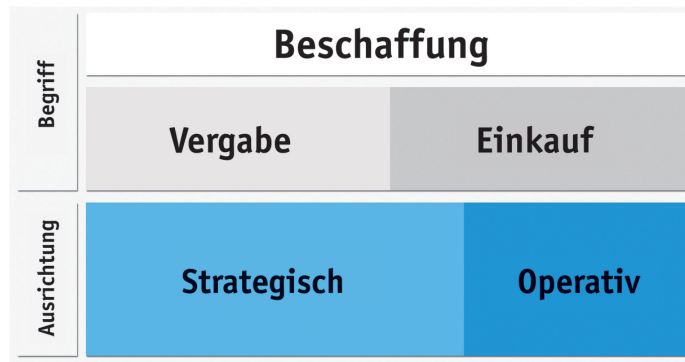 Begriff
Beschaffung
Vergabe
Einkauf
Ausrichtung
Strategisch
Operativ